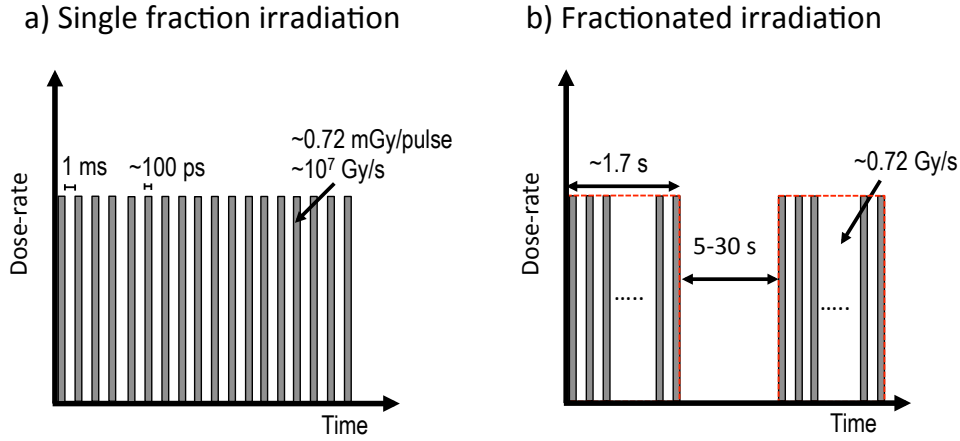 a) Single fraction irradiation
Dose-rate
1 ms
~100 ps
~0.72 mGy/pulse
~10⁷ Gy/s
Time
b) Fractionated irradiation
Dose-rate
~1.7 s
5-30 s
~0.72 Gy/s
.....
.....
Time